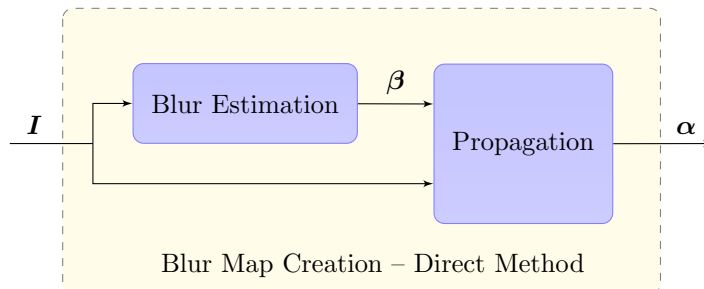 I
Blur Estimation
β
Propagation
α
Blur Map Creation – Direct Method